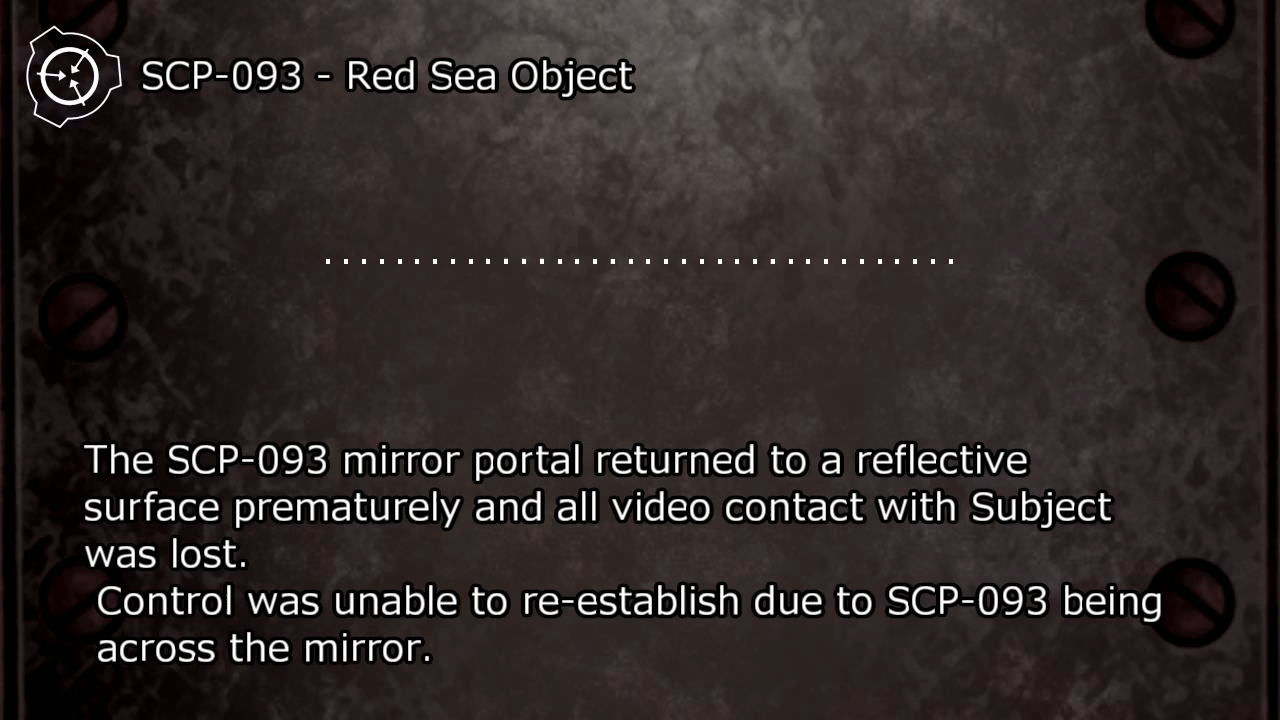 SCP-093 - Red Sea Object
....................................
The SCP-093 mirror portal returned to a reflective
surface prematurely and all video contact with Subject
was lost.
Control was unable to re-establish due to SCP-093 being
across the mirror.